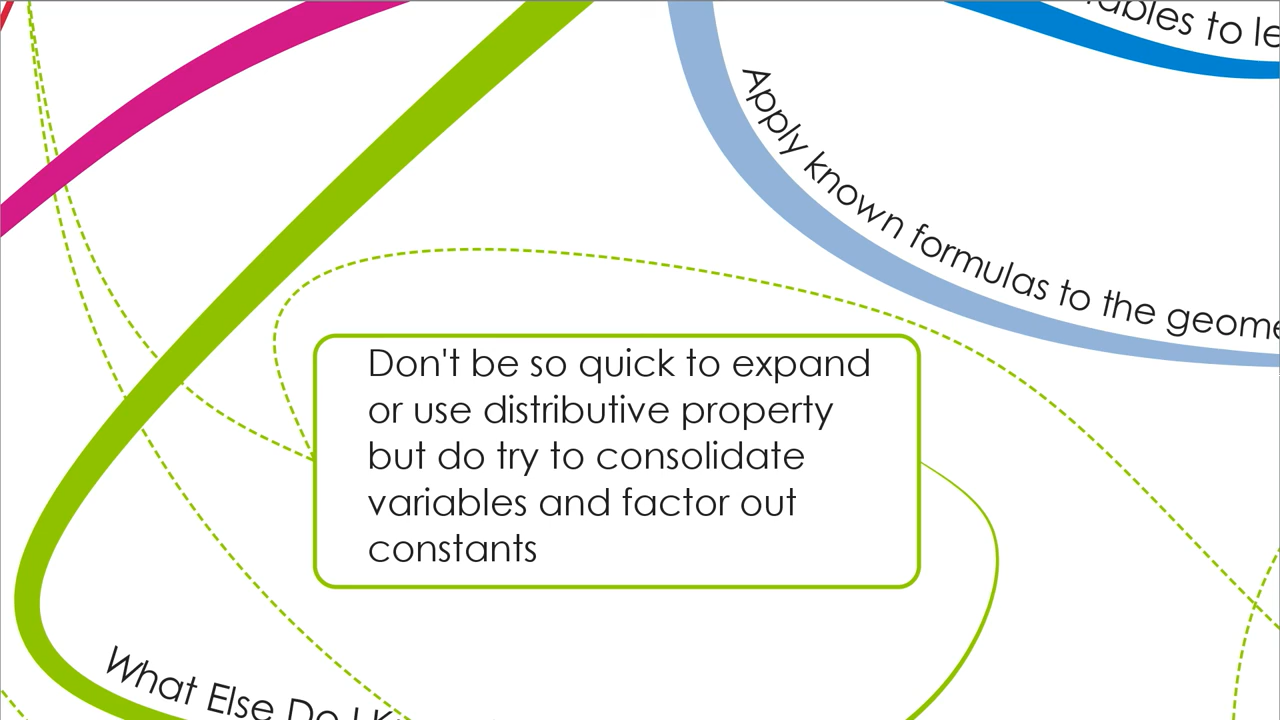 ables to le
Apply known formulas to the geome
Don't be so quick to expand
or use distributive property
but do try to consolidate
variables and factor out
constants
What Else Do I K